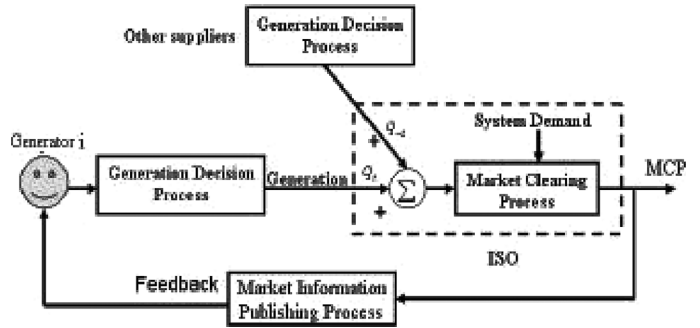 Other suppliers
Generation Decision
Process
System Demand
Q₋ᵢ
+
Generator i
Generation Decision
Process
Generation
Qᵢ
+
Σ
Market Clearing
Process
MCP
ISO
Feedback
Market Information
Publishing Process